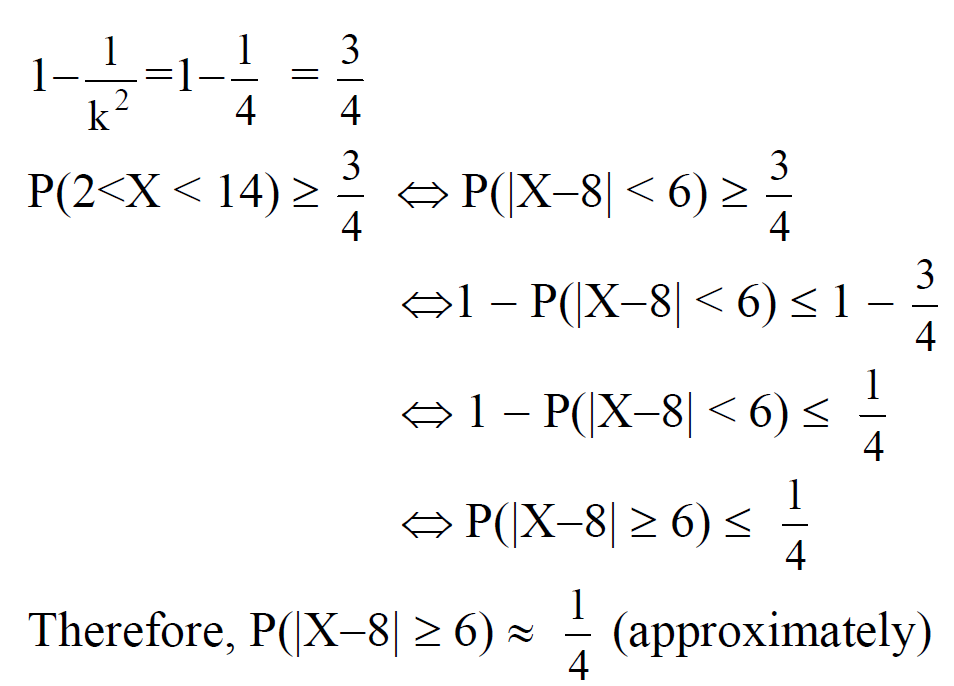 1−1/k²=1−1/4 = 3/4
P(2<X < 14) ≥ 3/4 ⇔ P(|X−8| < 6) ≥ 3/4
⇔1 − P(|X−8| < 6) ≤ 1 − 3/4
⇔ 1 − P(|X−8| < 6) ≤ 1/4
⇔ P(|X−8| ≥ 6) ≤ 1/4
Therefore, P(|X−8| ≥ 6) ≈ 1/4 (approximately)